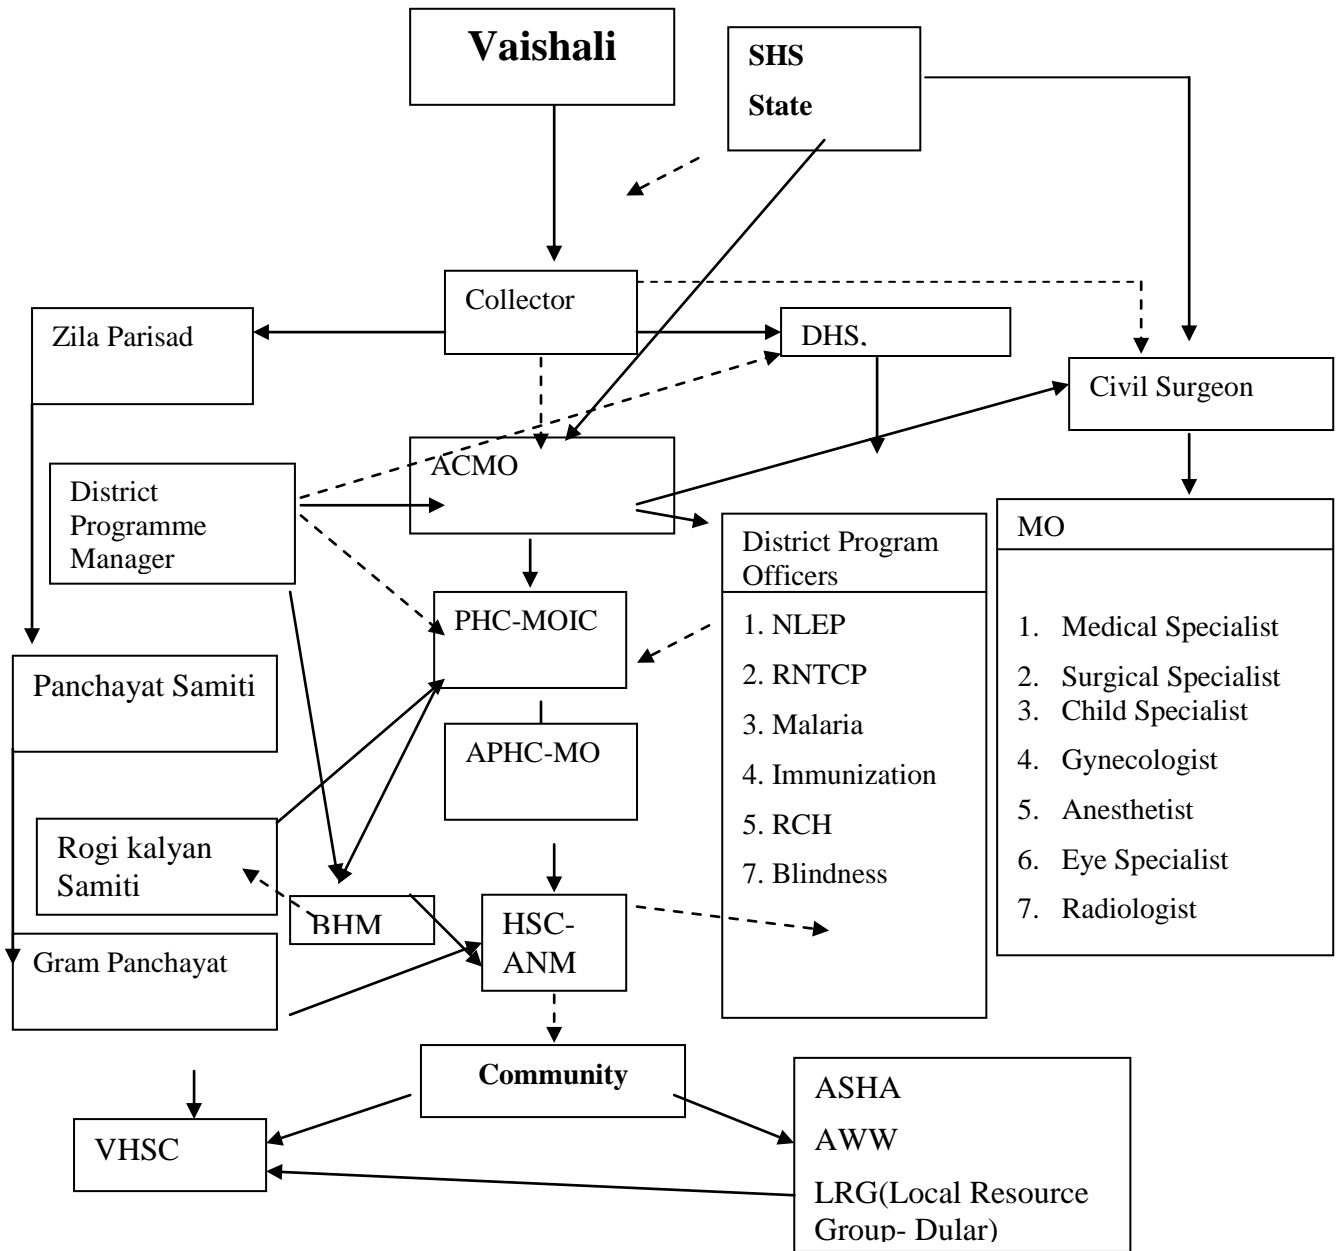 Vaishali
SHS
State
Collector
Zila Parisad
DHS.
Civil Surgeon
ACMO
District
Programme
Manager
MO
District Program
Officers
PHC-MOIC
1. NLEP
2. RNTCP
3. Malaria
4. Immunization
5. RCH
7. Blindness
1. Medical Specialist
2. Surgical Specialist
3. Child Specialist
4. Gynecologist
5. Anesthetist
6. Eye Specialist
7. Radiologist
Panchayat Samiti
APHC-MO
Rogi kalyan
Samiti
BHM
HSC-
ANM
Gram Panchayat
Community
ASHA
AWW
LRG(Local Resource
Group- Dular)
VHSC